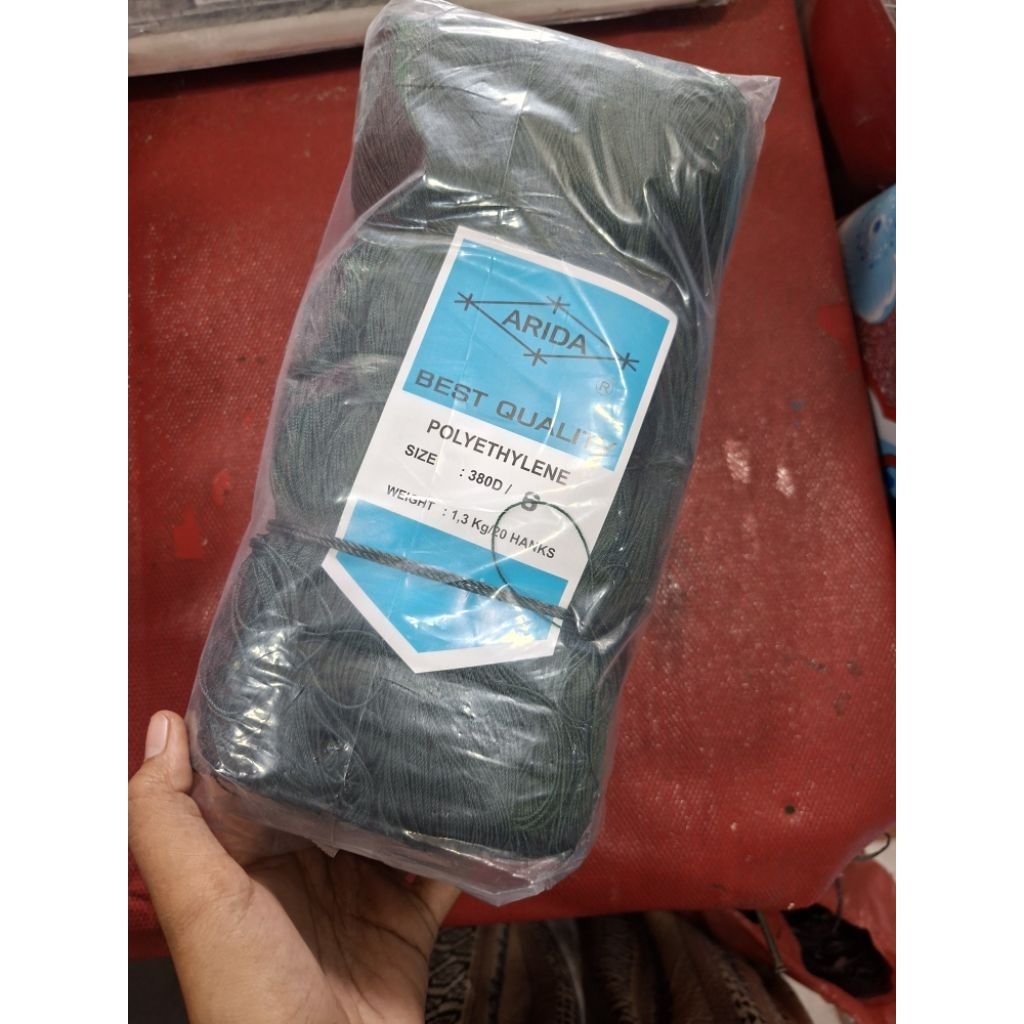 ARIDA
®
BEST QUALITY
POLYETHYLENE
SIZE : 380D / 6
WEIGHT : 1,3 Kg/20 HANKS